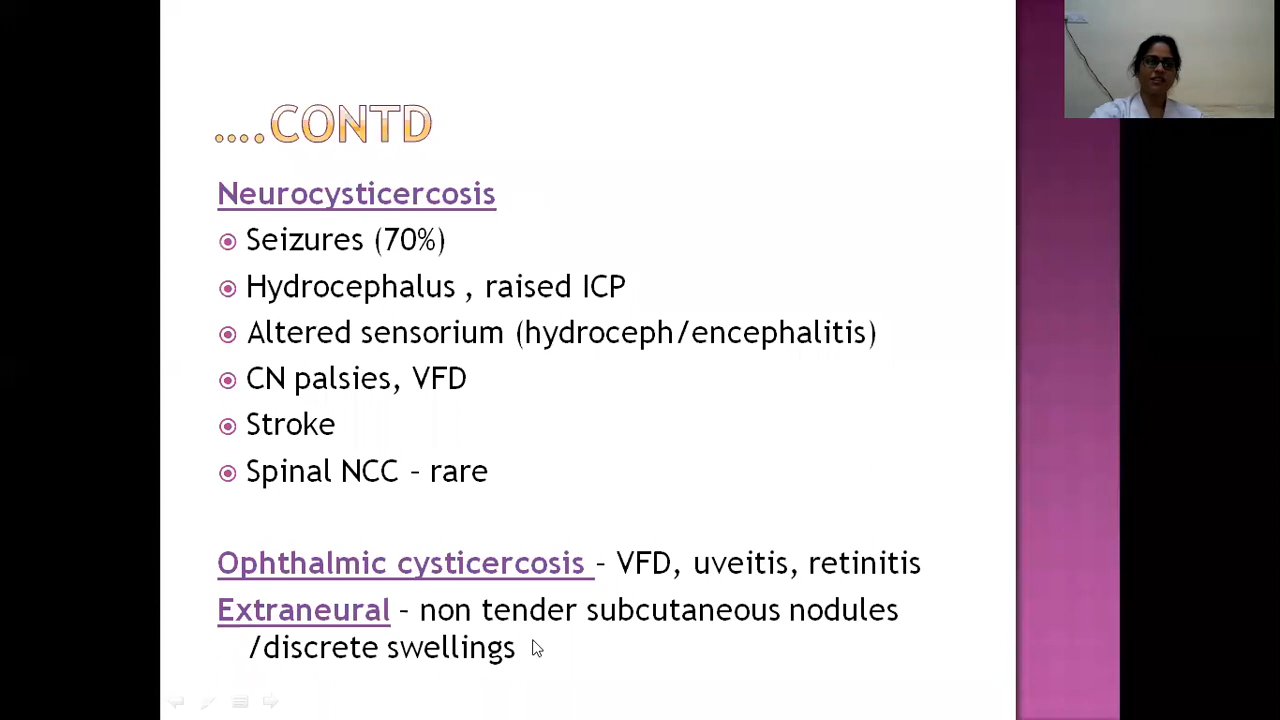 ....CONTD
Neurocysticercosis
Seizures (70%)
Hydrocephalus , raised ICP
Altered sensorium (hydroceph/encephalitis)
CN palsies, VFD
Stroke
Spinal NCC – rare
Ophthalmic cysticercosis – VFD, uveitis, retinitis
Extraneural – non tender subcutaneous nodules
/discrete swellings